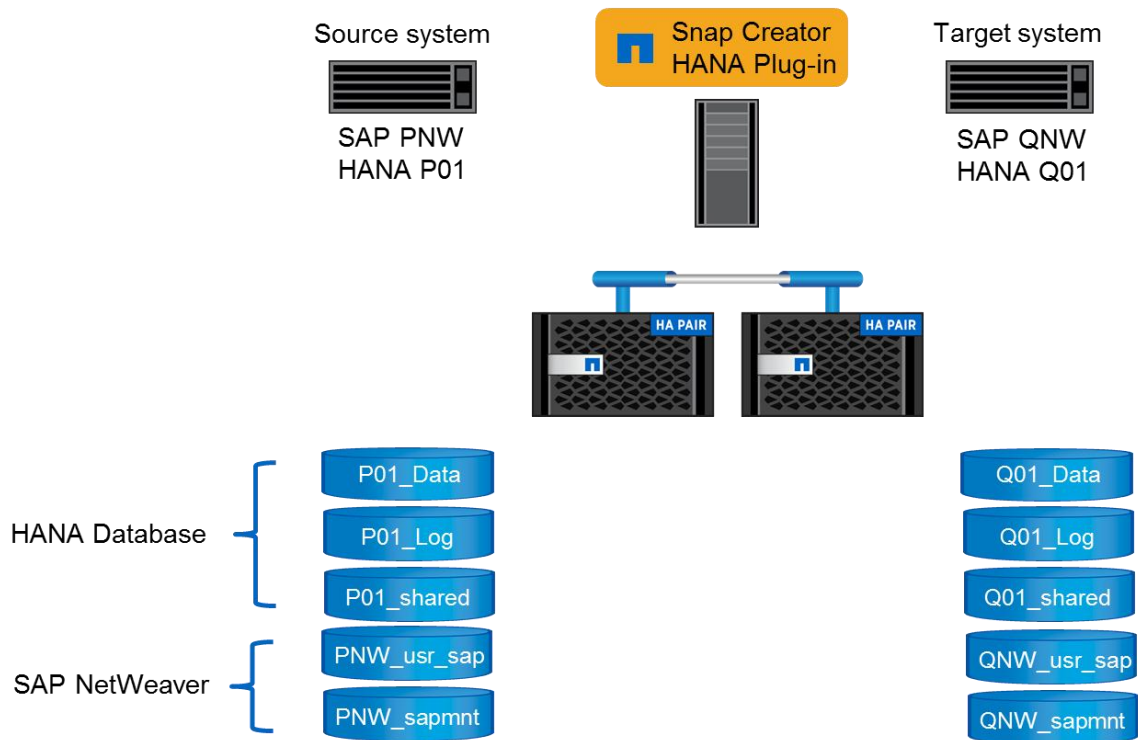 Source system
Snap Creator
HANA Plug-in
Target system
SAP PNW
HANA P01
SAP QNW
HANA Q01
HA PAIR
HA PAIR
HANA Database
P01_Data
P01_Log
P01_shared
SAP NetWeaver
PNW_usr_sap
PNW_sapmnt
Q01_Data
Q01_Log
Q01_shared
QNW_usr_sap
QNW_sapmnt